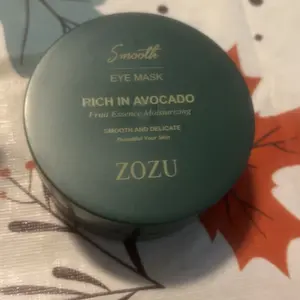 Smooth
EYE MASK
RICH IN AVOCADO
Fruit Essence Moisturizing
SMOOTH AND DELICATE
Nourished Your Skin
ZOZU